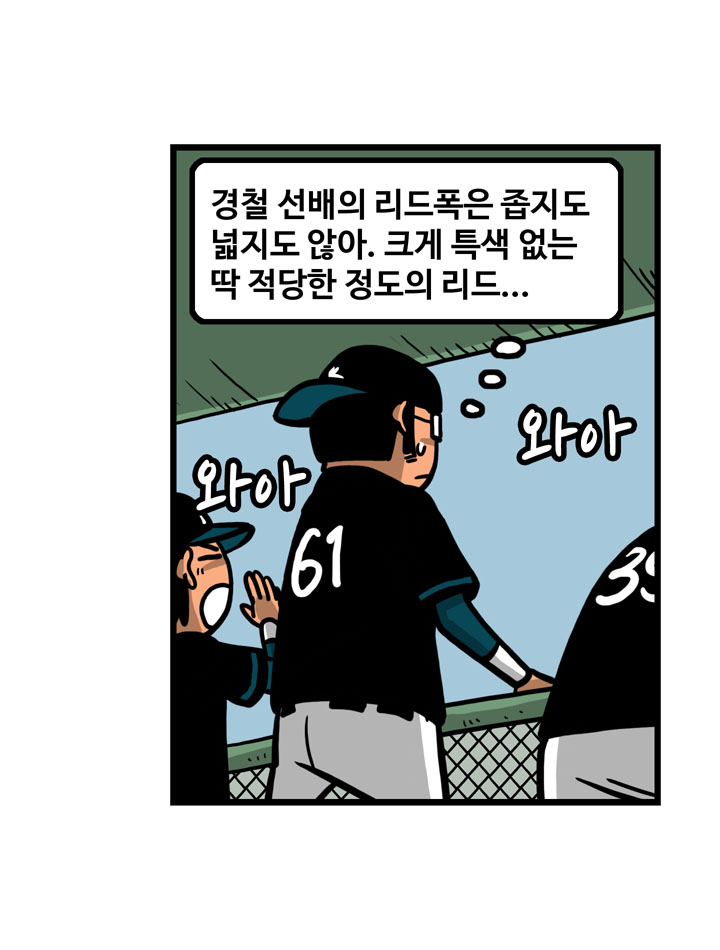 경철 선배의 리드폭은 좁지도
넓지도 않아. 크게 특색 없는
딱 적당한 정도의 리드...
와아
와아
61
39